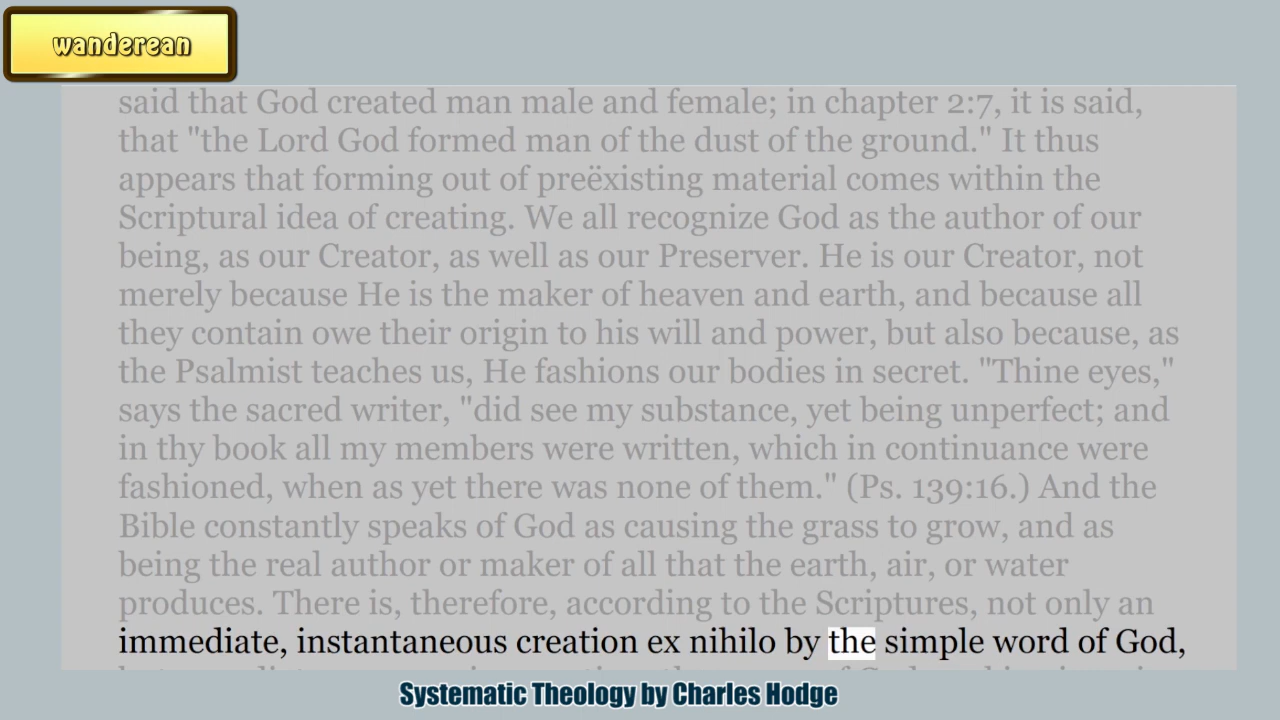 wanderean
said that God created man male and female; in chapter 2:7, it is said,
that "the Lord God formed man of the dust of the ground." It thus
appears that forming out of preëxisting material comes within the
Scriptural idea of creating. We all recognize God as the author of our
being, as our Creator, as well as our Preserver. He is our Creator, not
merely because He is the maker of heaven and earth, and because all
they contain owe their origin to his will and power, but also because, as
the Psalmist teaches us, He fashions our bodies in secret. "Thine eyes,"
says the sacred writer, "did see my substance, yet being unperfect; and
in thy book all my members were written, which in continuance were
fashioned, when as yet there was none of them." (Ps. 139:16.) And the
Bible constantly speaks of God as causing the grass to grow, and as
being the real author or maker of all that the earth, air, or water
produces. There is, therefore, according to the Scriptures, not only an
immediate, instantaneous creation ex nihilo by the simple word of God,
Systematic Theology by Charles Hodge